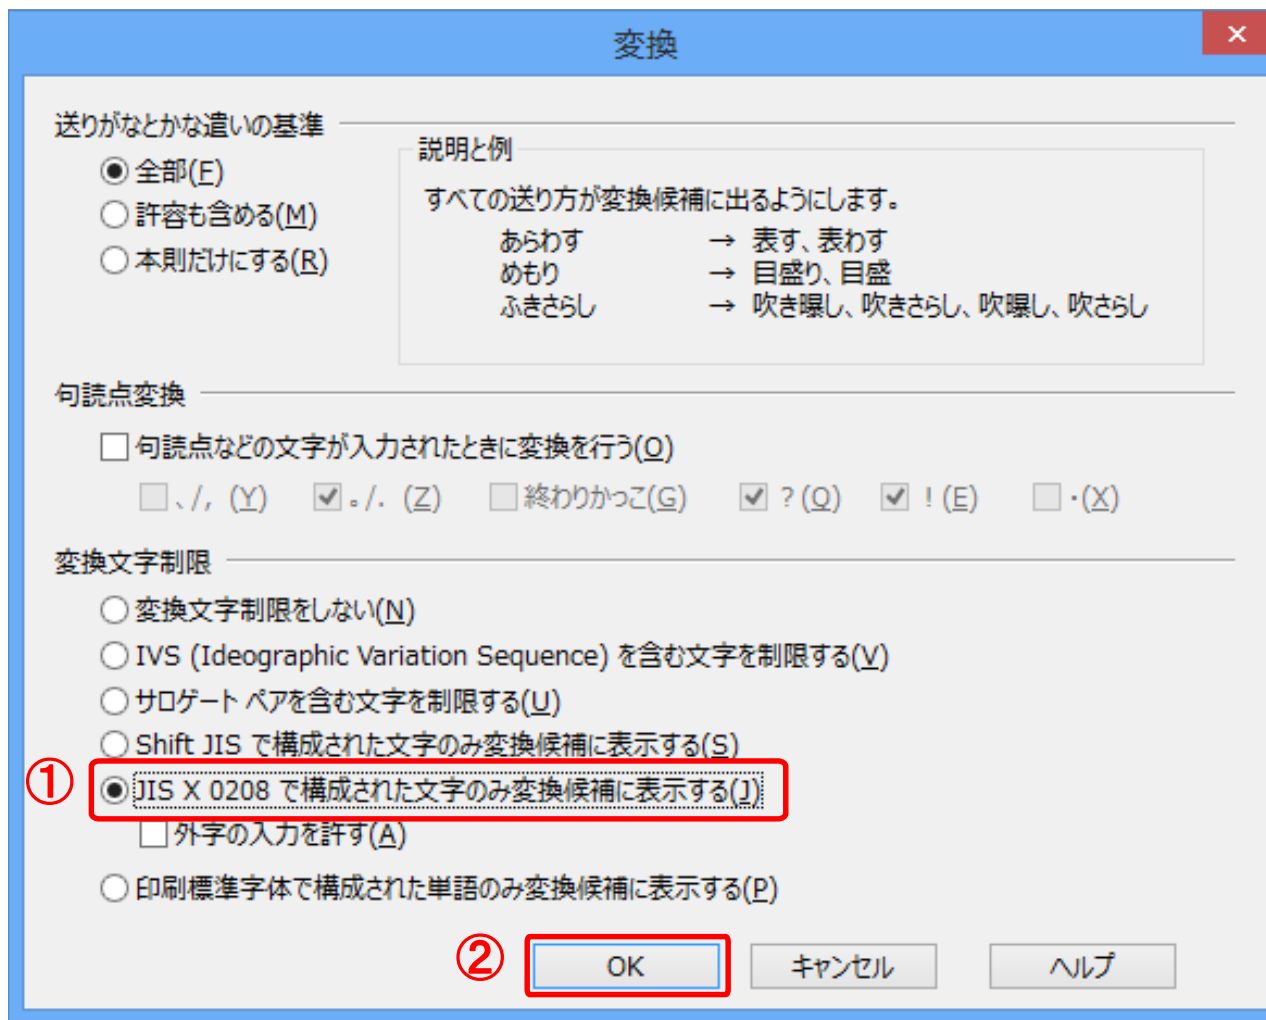 変換
送りがなとかな遣いの基準
全部(F)
許容も含める(M)
本則だけにする(R)
説明と例
すべての送り方が変換候補に出るようにします。
あらわす → 表す、表わす
めもり → 目盛り、目盛
ふきさらし → 吹き曝し、吹きさらし、吹曝し、吹さらし
句読点変換
句読点などの文字が入力されたときに変換を行う(O)
、/, (Y) 。/. (Z) 終わりかっこ(G) ? (Q) ! (E) ・(X)
変換文字制限
変換文字制限をしない(N)
IVS (Ideographic Variation Sequence) を含む文字を制限する(V)
サロゲート ペアを含む文字を制限する(U)
Shift JIS で構成された文字のみ変換候補に表示する(S)
① JIS X 0208 で構成された文字のみ変換候補に表示する(J)
外字の入力を許す(A)
印刷標準字体で構成された単語のみ変換候補に表示する(P)
② OK キャンセル ヘルプ